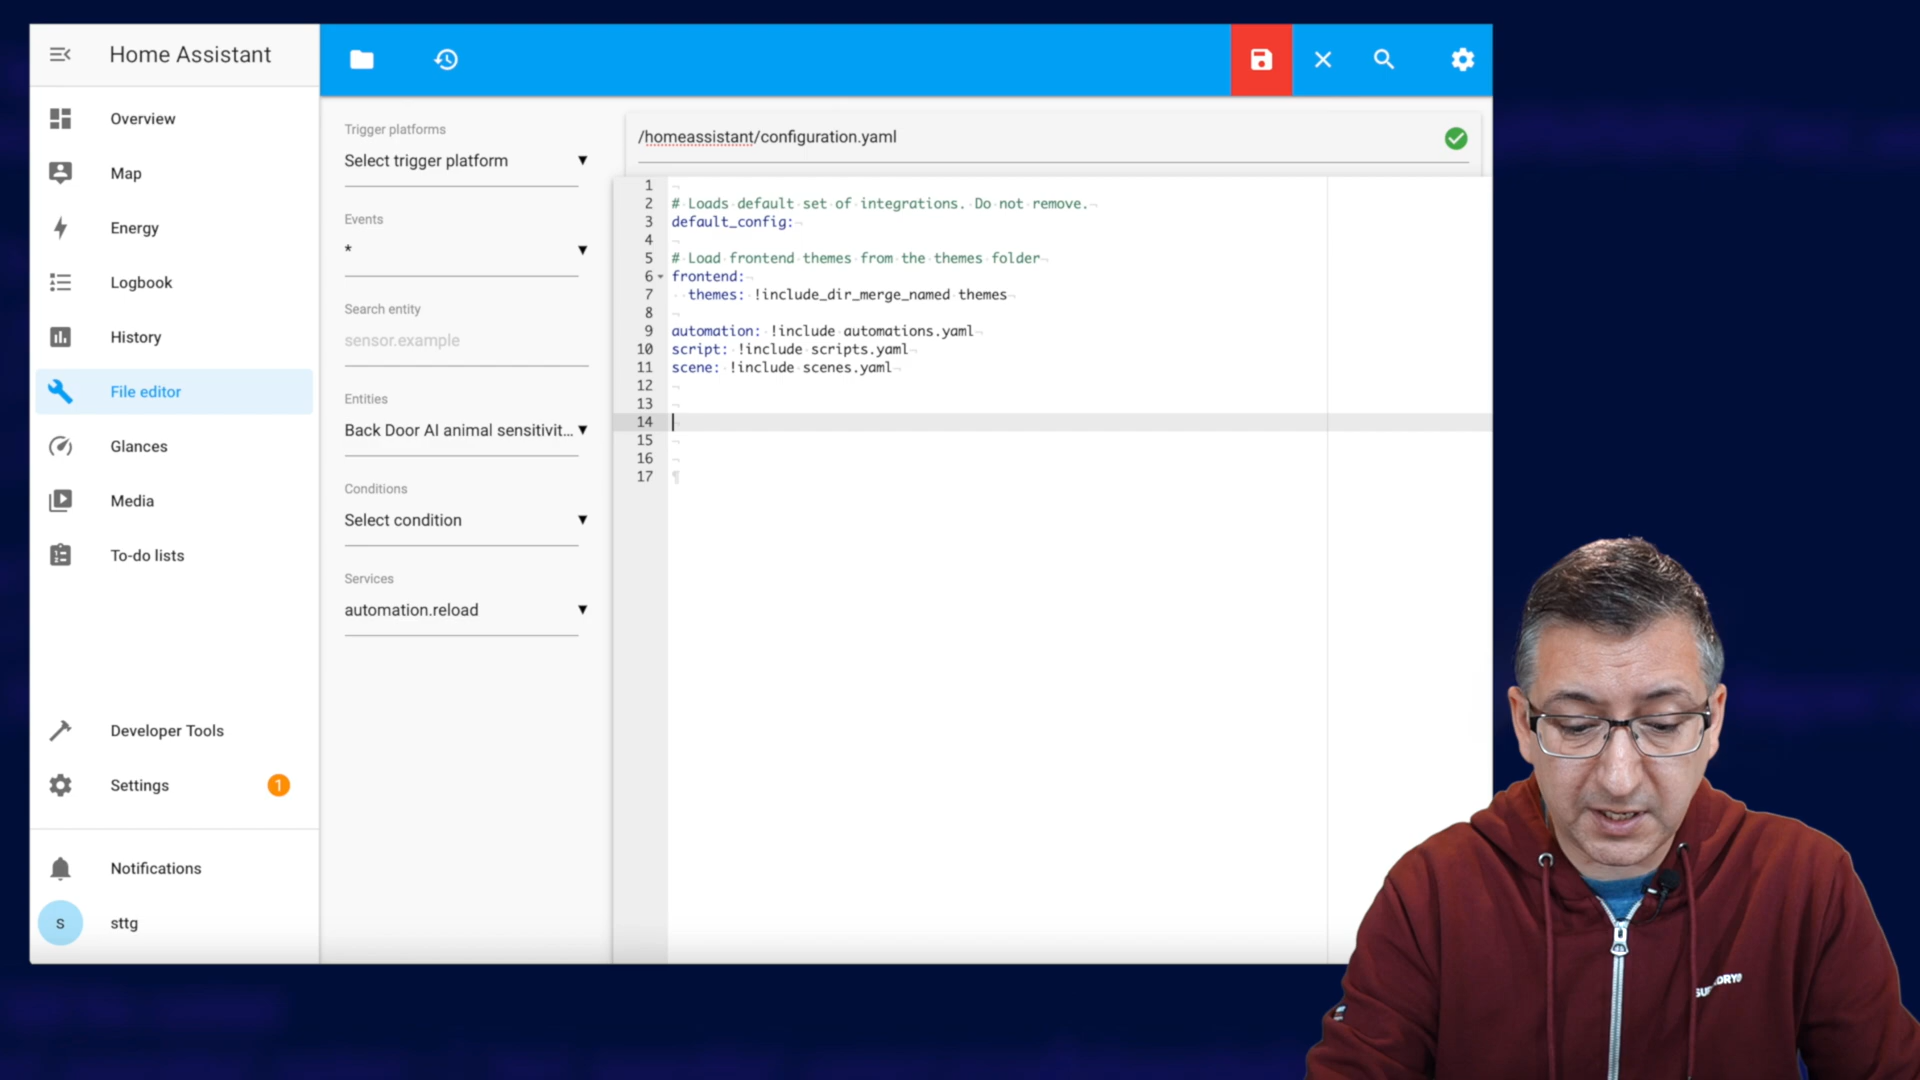 Home Assistant
Overview
Map
Energy
Logbook
History
File editor
Glances
Media
To-do lists
Developer Tools
Settings
1
Notifications
S
sttg
Trigger platforms
Select trigger platform
Events
*
Search entity
sensor.example
Entities
Back Door AI animal sensitivit...
Conditions
Select condition
Services
automation.reload
/homeassistant/configuration.yaml
1
2 # Loads default set of integrations. Do not remove.
3 default_config:
4
5 # Load frontend themes from the themes folder
6 frontend:
7 themes: !include_dir_merge_named themes
8
9 automation: !include automations.yaml
10 script: !include scripts.yaml
11 scene: !include scenes.yaml
12
13
14
15
16
17